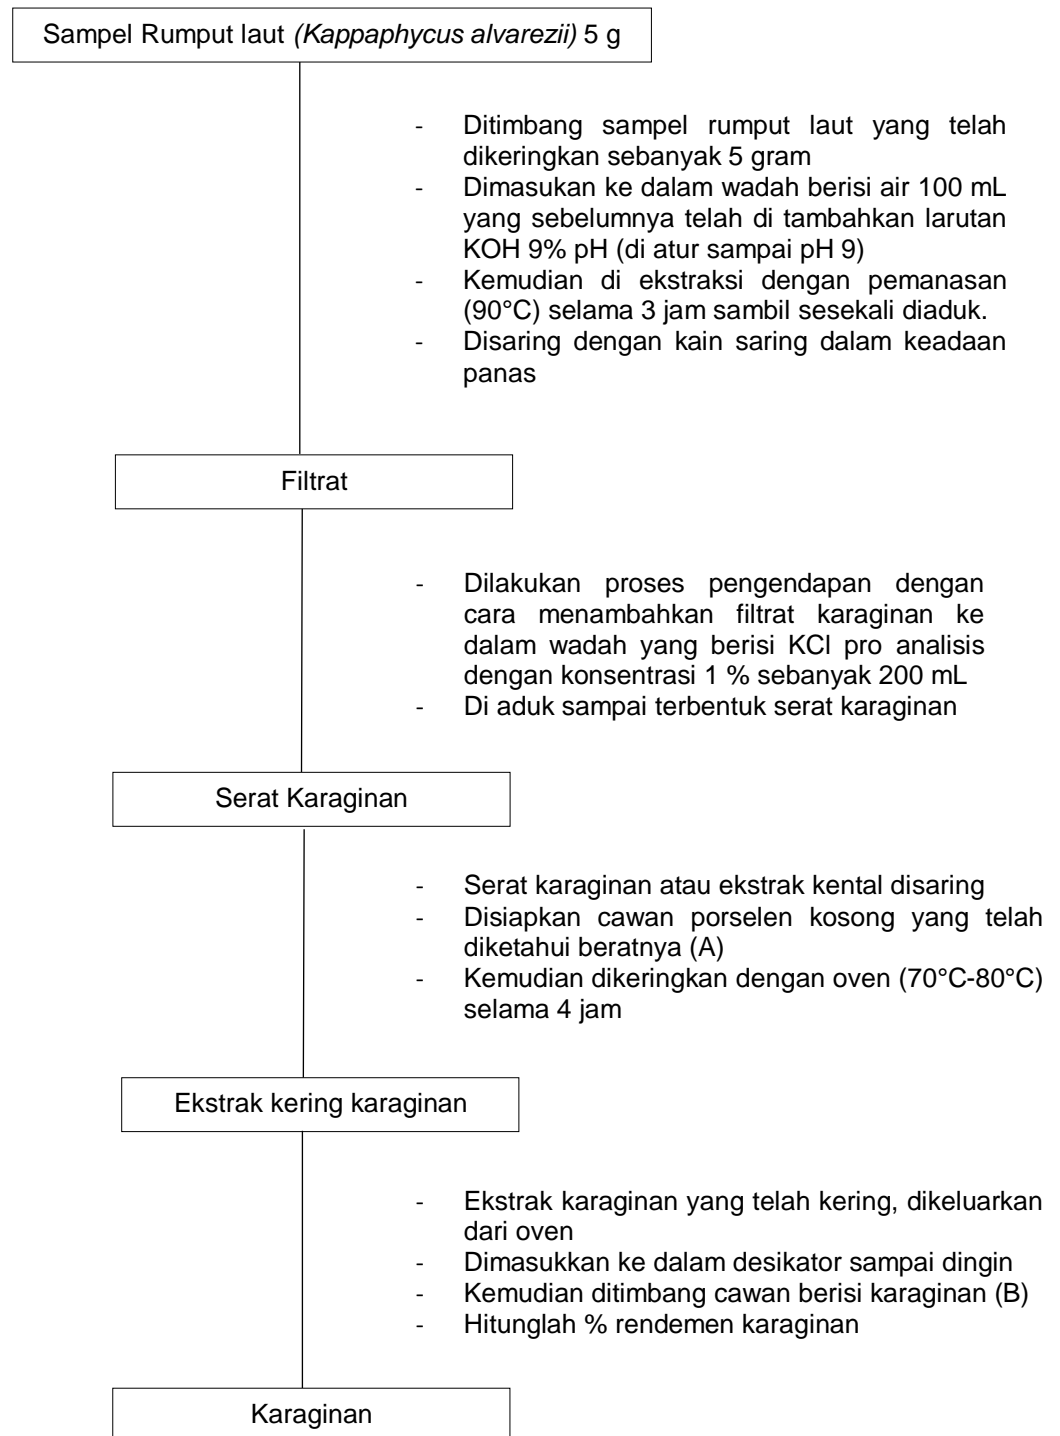 Sampel Rumput laut (Kappaphycus alvarezii) 5 g
- Ditimbang sampel rumput laut yang telah
dikeringkan sebanyak 5 gram
- Dimasukan ke dalam wadah berisi air 100 mL
yang sebelumnya telah di tambahkan larutan
KOH 9% pH (di atur sampai pH 9)
- Kemudian di ekstraksi dengan pemanasan
(90°C) selama 3 jam sambil sesekali diaduk.
- Disaring dengan kain saring dalam keadaan
panas
Filtrat
- Dilakukan proses pengendapan dengan
cara menambahkan filtrat karaginan ke
dalam wadah yang berisi KCl pro analisis
dengan konsentrasi 1 % sebanyak 200 mL
- Di aduk sampai terbentuk serat karaginan
Serat Karaginan
- Serat karaginan atau ekstrak kental disaring
- Disiapkan cawan porselen kosong yang telah
diketahui beratnya (A)
- Kemudian dikeringkan dengan oven (70°C-80°C)
selama 4 jam
Ekstrak kering karaginan
- Ekstrak karaginan yang telah kering, dikeluarkan
dari oven
- Dimasukkan ke dalam desikator sampai dingin
- Kemudian ditimbang cawan berisi karaginan (B)
- Hitunglah % rendemen karaginan
Karaginan